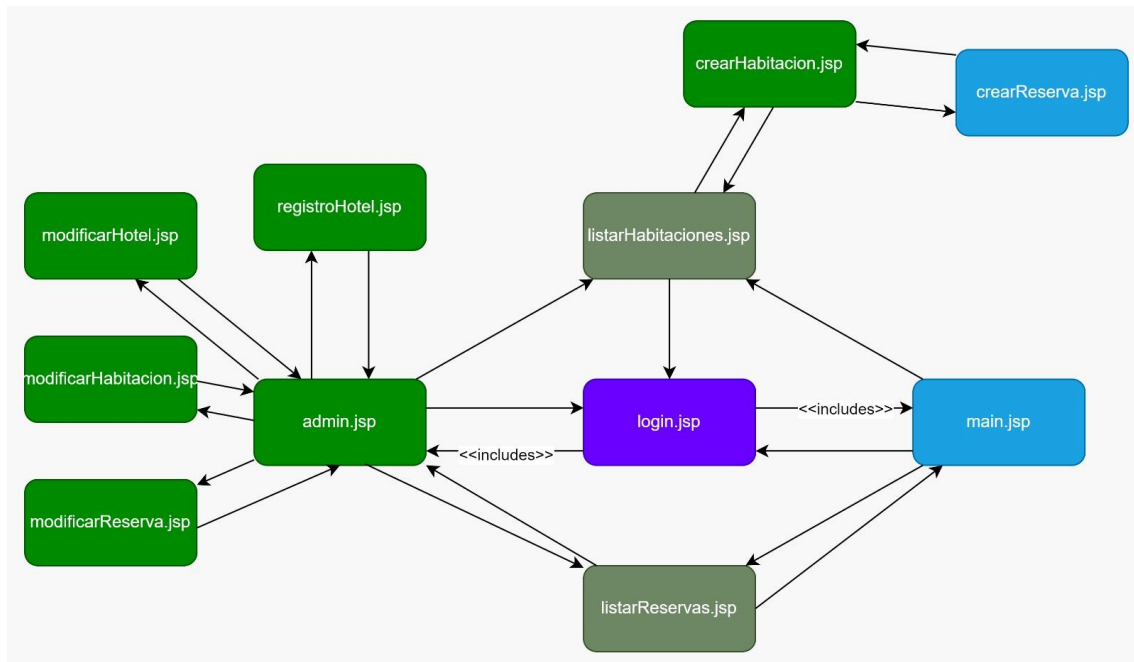 crearHabitacion.jsp
crearReserva.jsp
registroHotel.jsp
modificarHotel.jsp
listarHabitaciones.jsp
modificarHabitacion.jsp
admin.jsp
login.jsp
<<includes>>
main.jsp
<<includes>>
modificarReserva.jsp
listarReservas.jsp